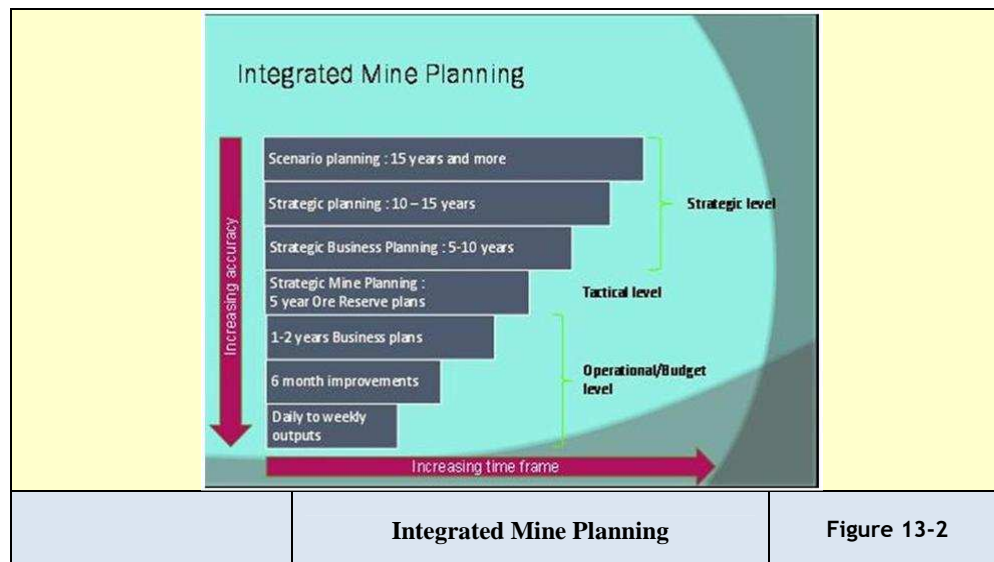 Integrated Mine Planning
Increasing accuracy
Scenario planning : 15 years and more
Strategic planning : 10 – 15 years
Strategic Business Planning : 5-10 years
Strategic level
Strategic Mine Planning :
5 year Ore Reserve plans
Tactical level
1-2 years Business plans
6 month improvements
Daily to weekly
outputs
Operational/Budget
level
Increasing time frame
Integrated Mine Planning
Figure 13-2